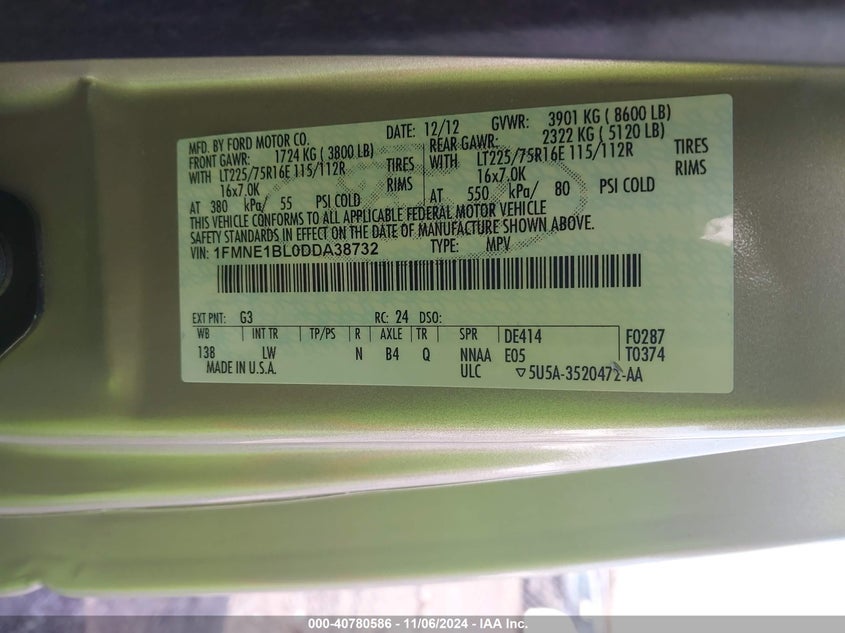 MFD. BY FORD MOTOR CO. DATE: 12/12 GVWR: 3901 KG ( 8600 LB)
FRONT GAWR: 1724 KG ( 3800 LB) REAR GAWR: 2322 KG ( 5120 LB)
WITH LT225/75R16E 115/112R TIRES WITH LT225/75R16E 115/112R TIRES
16x7.0K RIMS 16x7.0K RIMS
AT 380 kPa/ 55 PSI COLD AT 550 kPa/ 80 PSI COLD
THIS VEHICLE CONFORMS TO ALL APPLICABLE FEDERAL MOTOR VEHICLE
SAFETY STANDARDS IN EFFECT ON THE DATE OF MANUFACTURE SHOWN ABOVE.
VIN: 1FMNE1BL0DDA38732 TYPE: MPV
EXT PNT: G3 RC: 24 DSO:
WB INT TR TP/PS R AXLE TR SPR DE414 F0287
138 LW N B4 Q NNAA E05 T0374
MADE IN U.S.A. ULC ▽5U5A-3520472-AA
000-40780586 - 11/06/2024 - IAA Inc.